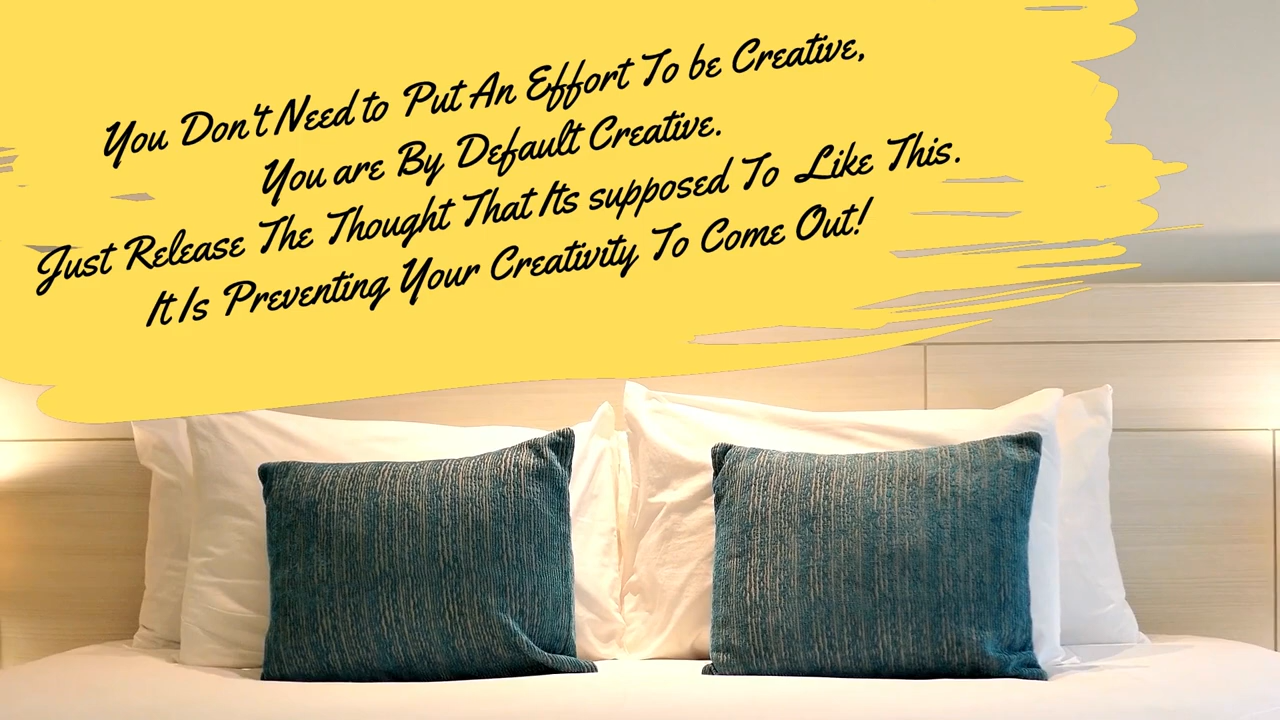 You Don't Need to Put An Effort To be Creative,
You are By Default Creative.
Just Release The Thought That Its supposed To Like This.
It Is Preventing Your Creativity To Come Out!